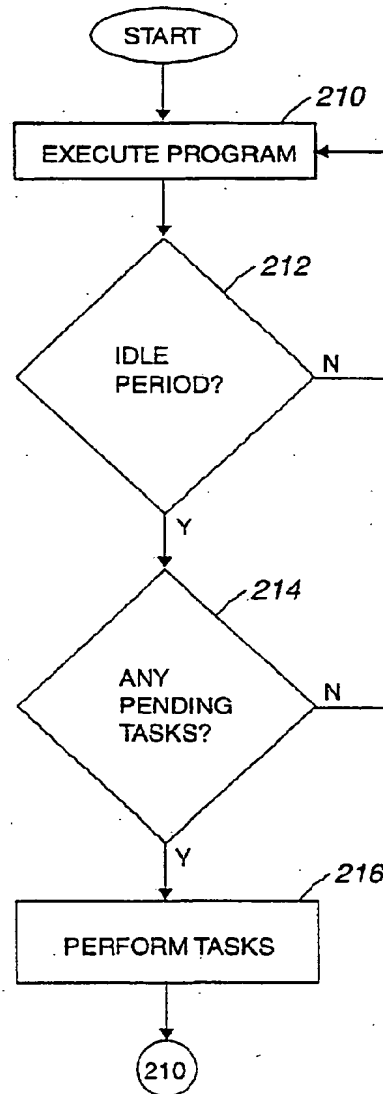 START
210
EXECUTE PROGRAM
212
IDLE
PERIOD?
N
Y
214
ANY
PENDING
TASKS?
N
Y
216
PERFORM TASKS
210